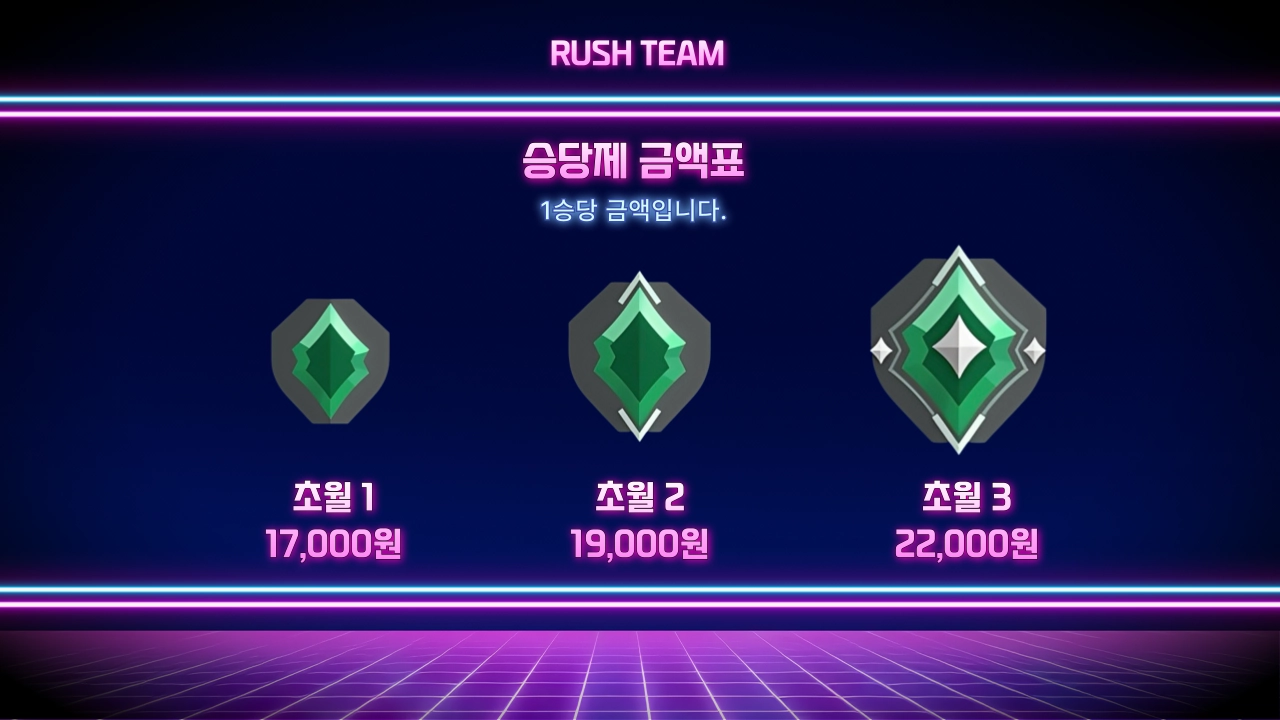 RUSH TEAM
승당제 금액표
1승당 금액입니다.
초월 1
17,000원
초월 2
19,000원
초월 3
22,000원